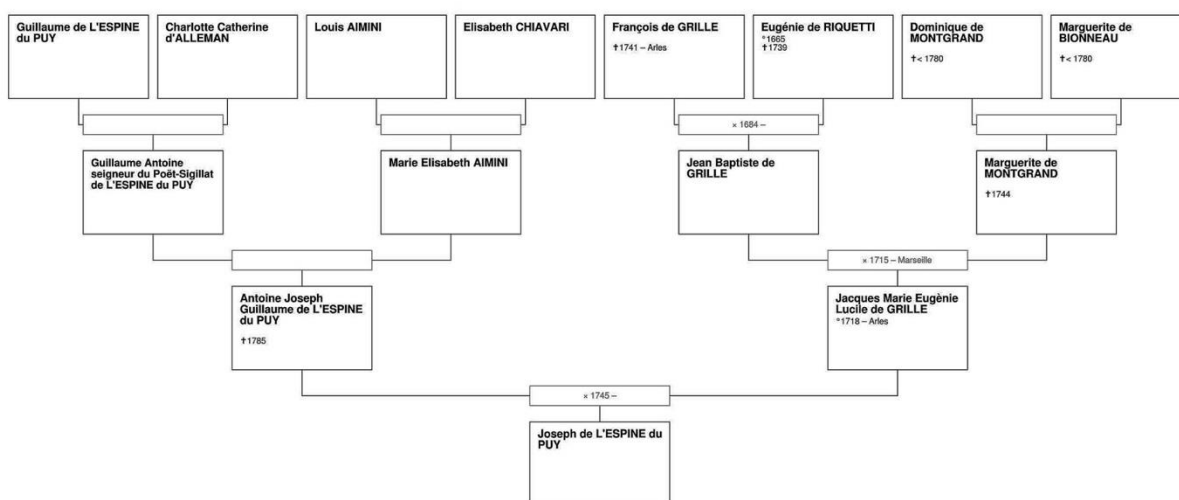 Guillaume de L'ESPINE
du PUY
Charlotte Catherine
d'ALLEMAN
Louis AIMINI
Elisabeth CHIAVARI
François de GRILLE
✝1741 – Arles
Eugénie de RIQUETTI
°1665
✝1739
Dominique de
MONTGRAND
✝< 1780
Marguerite de
BIONNEAU
✝< 1780
× 1684 –
Guillaume Antoine
seigneur du Poët-Sigillat
de L'ESPINE du PUY
Marie Elisabeth AIMINI
Jean Baptiste de
GRILLE
Marguerite de
MONTGRAND
✝1744
× 1715 – Marseille
Antoine Joseph
Guillaume de L'ESPINE
du PUY
✝1785
Jacques Marie Eugènie
Lucile de GRILLE
°1718 – Arles
× 1745 –
Joseph de L'ESPINE du
PUY